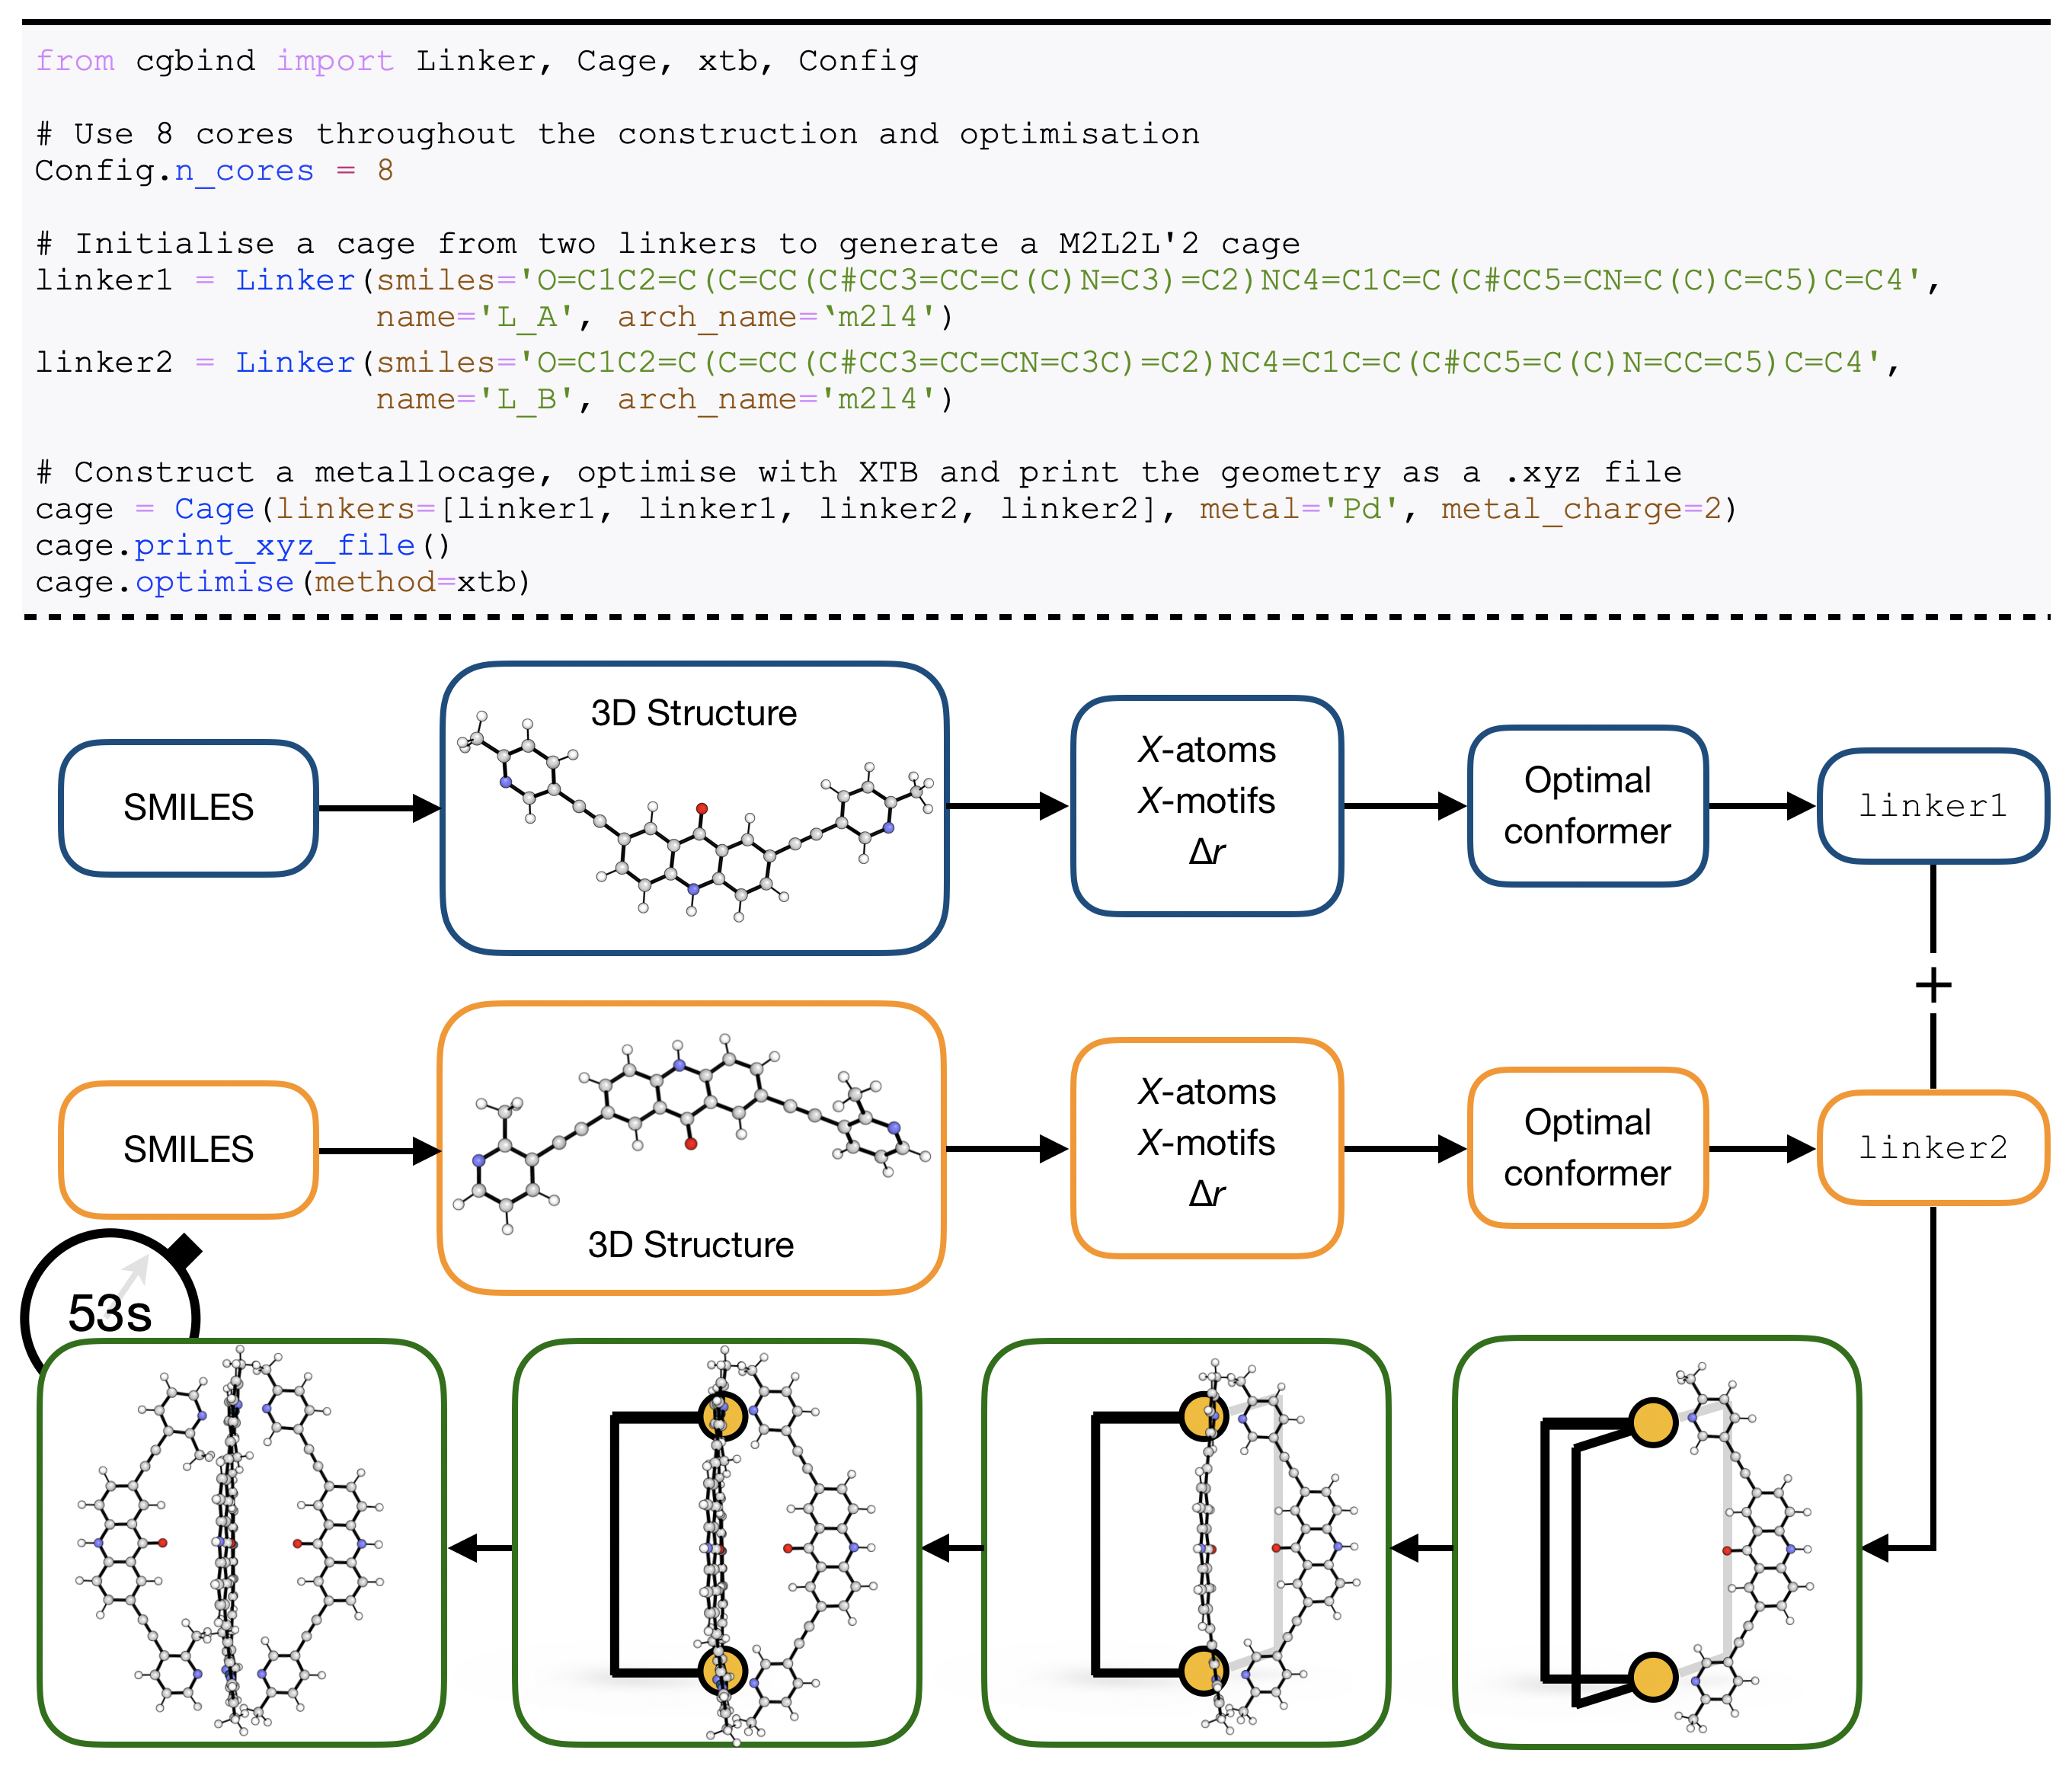 from cgbind import Linker, Cage, xtb, Config
# Use 8 cores throughout the construction and optimisation
Config.n_cores = 8
# Initialise a cage from two linkers to generate a M2L2L'2 cage
linker1 = Linker(smiles='O=C1C2=C(C=CC(C#CC3=CC=C(C)N=C3)=C2)NC4=C1C=C(C#CC5=CN=C(C)C=C5)C=C4',
name='L_A', arch_name=‘m2l4')
linker2 = Linker(smiles='O=C1C2=C(C=CC(C#CC3=CC=CN=C3C)=C2)NC4=C1C=C(C#CC5=C(C)N=CC=C5)C=C4',
name='L_B', arch_name='m2l4')
# Construct a metallocage, optimise with XTB and print the geometry as a .xyz file
cage = Cage(linkers=[linker1, linker1, linker2, linker2], metal='Pd', metal_charge=2)
cage.print_xyz_file()
cage.optimise(method=xtb)
SMILES
3D Structure
X-atoms
X-motifs
Δr
Optimal
conformer
linker1
+
SMILES
3D Structure
X-atoms
X-motifs
Δr
Optimal
conformer
linker2
53s